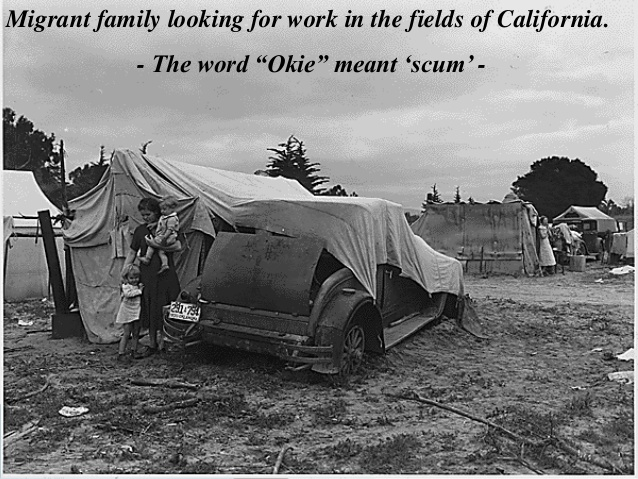 Migrant family looking for work in the fields of California.
- The word “Okie” meant ‘scum’ -